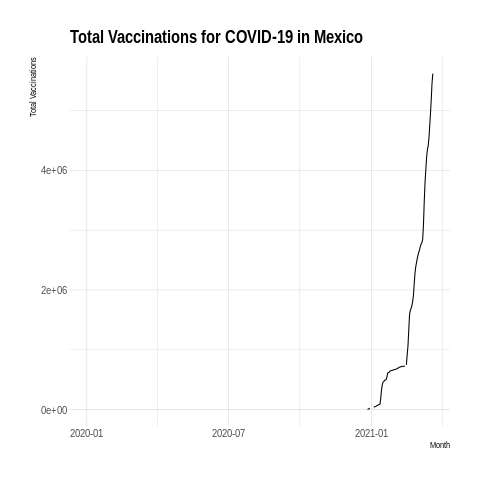 Total Vaccinations for COVID-19 in Mexico
Total Vaccinations
4e+06
2e+06
0e+00
2020-01
2020-07
2021-01
Month